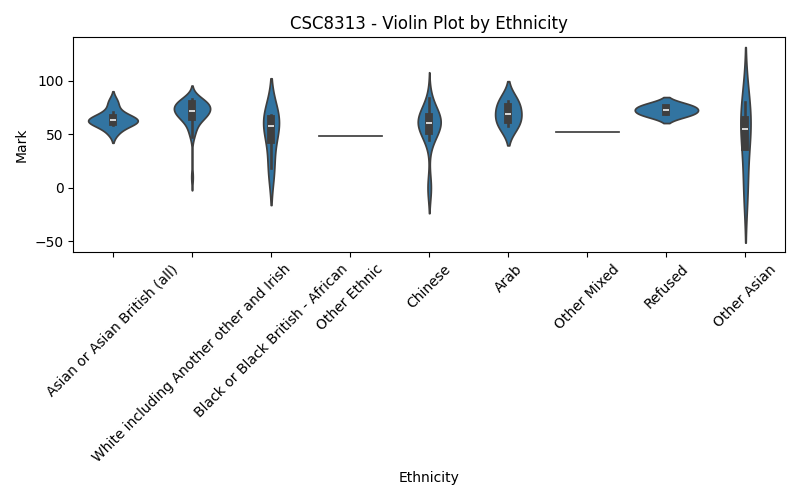 CSC8313 - Violin Plot by Ethnicity
Mark
100
50
0
−50
Asian or Asian British (all)
White including Another other and Irish
Black or Black British - African
Other Ethnic
Chinese
Arab
Other Mixed
Refused
Other Asian
Ethnicity